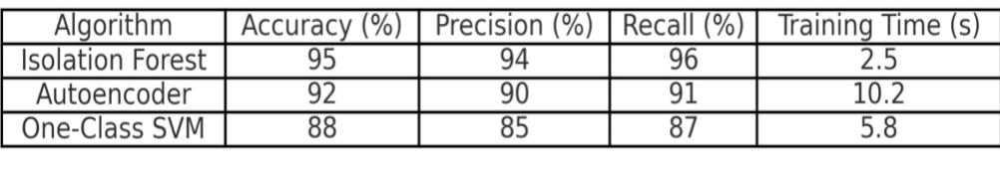 Algorithm Accuracy (%) Precision (%) Recall (%) Training Time (s)
Isolation Forest 95 94 96 2.5
Autoencoder 92 90 91 10.2
One-Class SVM 88 85 87 5.8